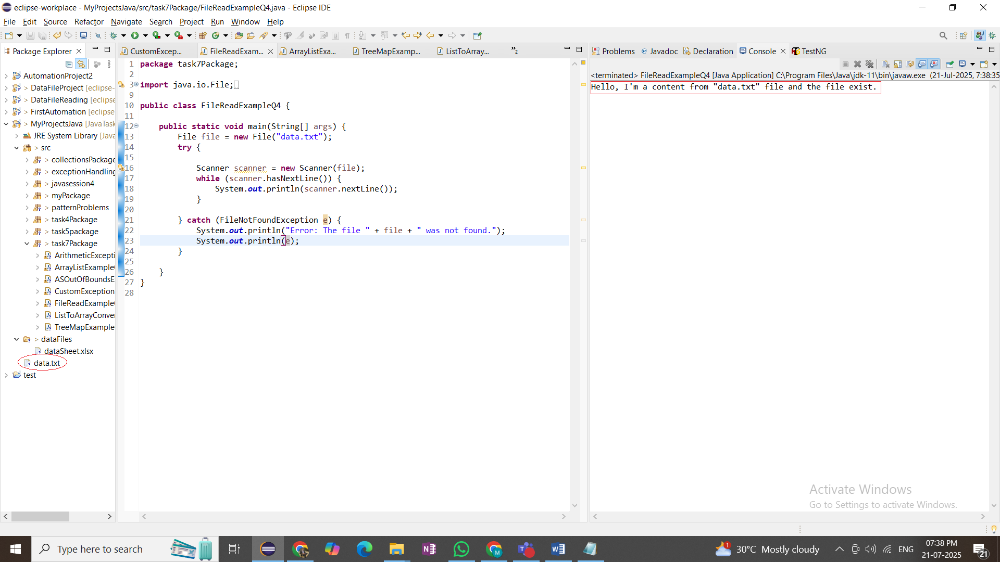 eclipse-workplace - MyProjectsJava/src/task7Package/FileReadExampleQ4.java - Eclipse IDE
File Edit Source Refactor Navigate Search Project Run Window Help
Package Explorer
AutomationProject2
> DataFileProject [eclipse-
> DataFileReading [eclipse
> FirstAutomation [eclipse
> MyProjectsJava [JavaTask
JRE System Library [Java
> src
> collectionsPackage
> exceptionHandling
> javasession4
> myPackage
> patternProblems
> task4Package
> task5package
> task7Package
ArithmeticExcepti
ArrayListExample
ASOutOfBoundsE
CustomException
FileReadExample
ListToArrayConver
TreeMapExample
> dataFiles
dataSheet.xlsx
data.txt
test
CustomExcep... FileReadExam... ArrayListExa... TreeMapExamp... ListToArray... »2
1 package task7Package;
2
3 import java.io.File;
9
10 public class FileReadExampleQ4 {
11
12 public static void main(String[] args) {
13 File file = new File("data.txt");
14 try {
15
16 Scanner scanner = new Scanner(file);
17 while (scanner.hasNextLine()) {
18 System.out.println(scanner.nextLine());
19 }
20
21 } catch (FileNotFoundException e) {
22 System.out.println("Error: The file " + file + " was not found.");
23 System.out.println(e);
24 }
25
26 }
27 }
28
Problems Javadoc Declaration Console TestNG
<terminated> FileReadExampleQ4 [Java Application] C:\Program Files\Java\jdk-11\bin\javaw.exe (21-Jul-2025, 7:38:35
Hello, I'm a content from "data.txt" file and the file exist.
Activate Windows
Go to Settings to activate Windows.
Type here to search
1
30°C Mostly cloudy
ENG
07:38 PM
21-07-2025
21